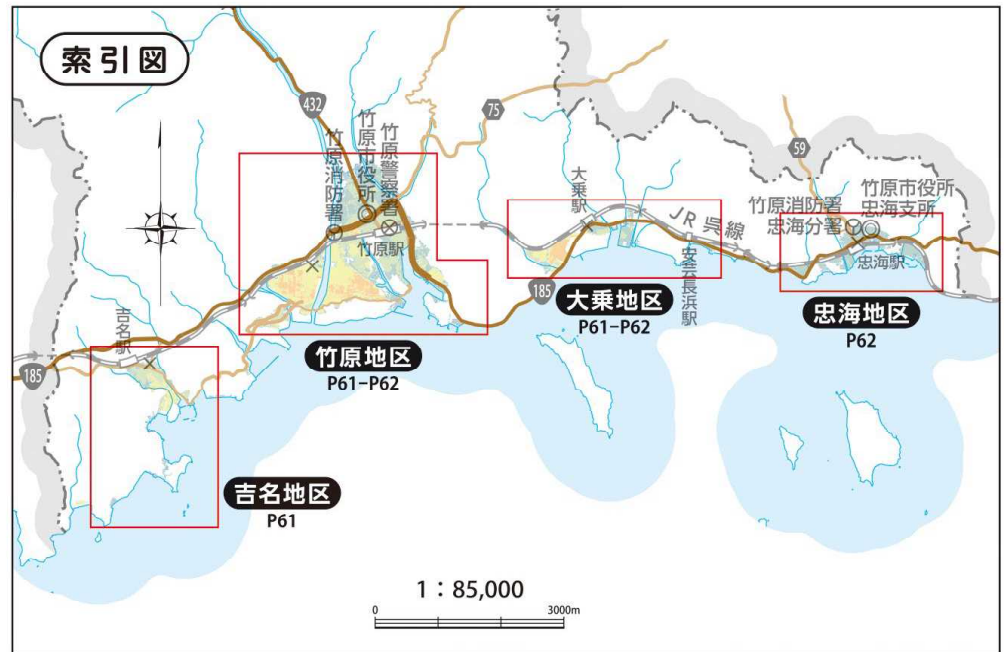 索引図
432
75
59
竹原消防署
竹原市役所
竹原警察署
竹原駅
大乗駅
JR呉線
安芸長浜駅
竹原消防署
忠海分署
竹原市役所
忠海支所
忠海駅
185
大乗地区
P61-P62
忠海地区
P62
吉名駅
185
竹原地区
P61-P62
吉名地区
P61
1：85,000
0
3000m